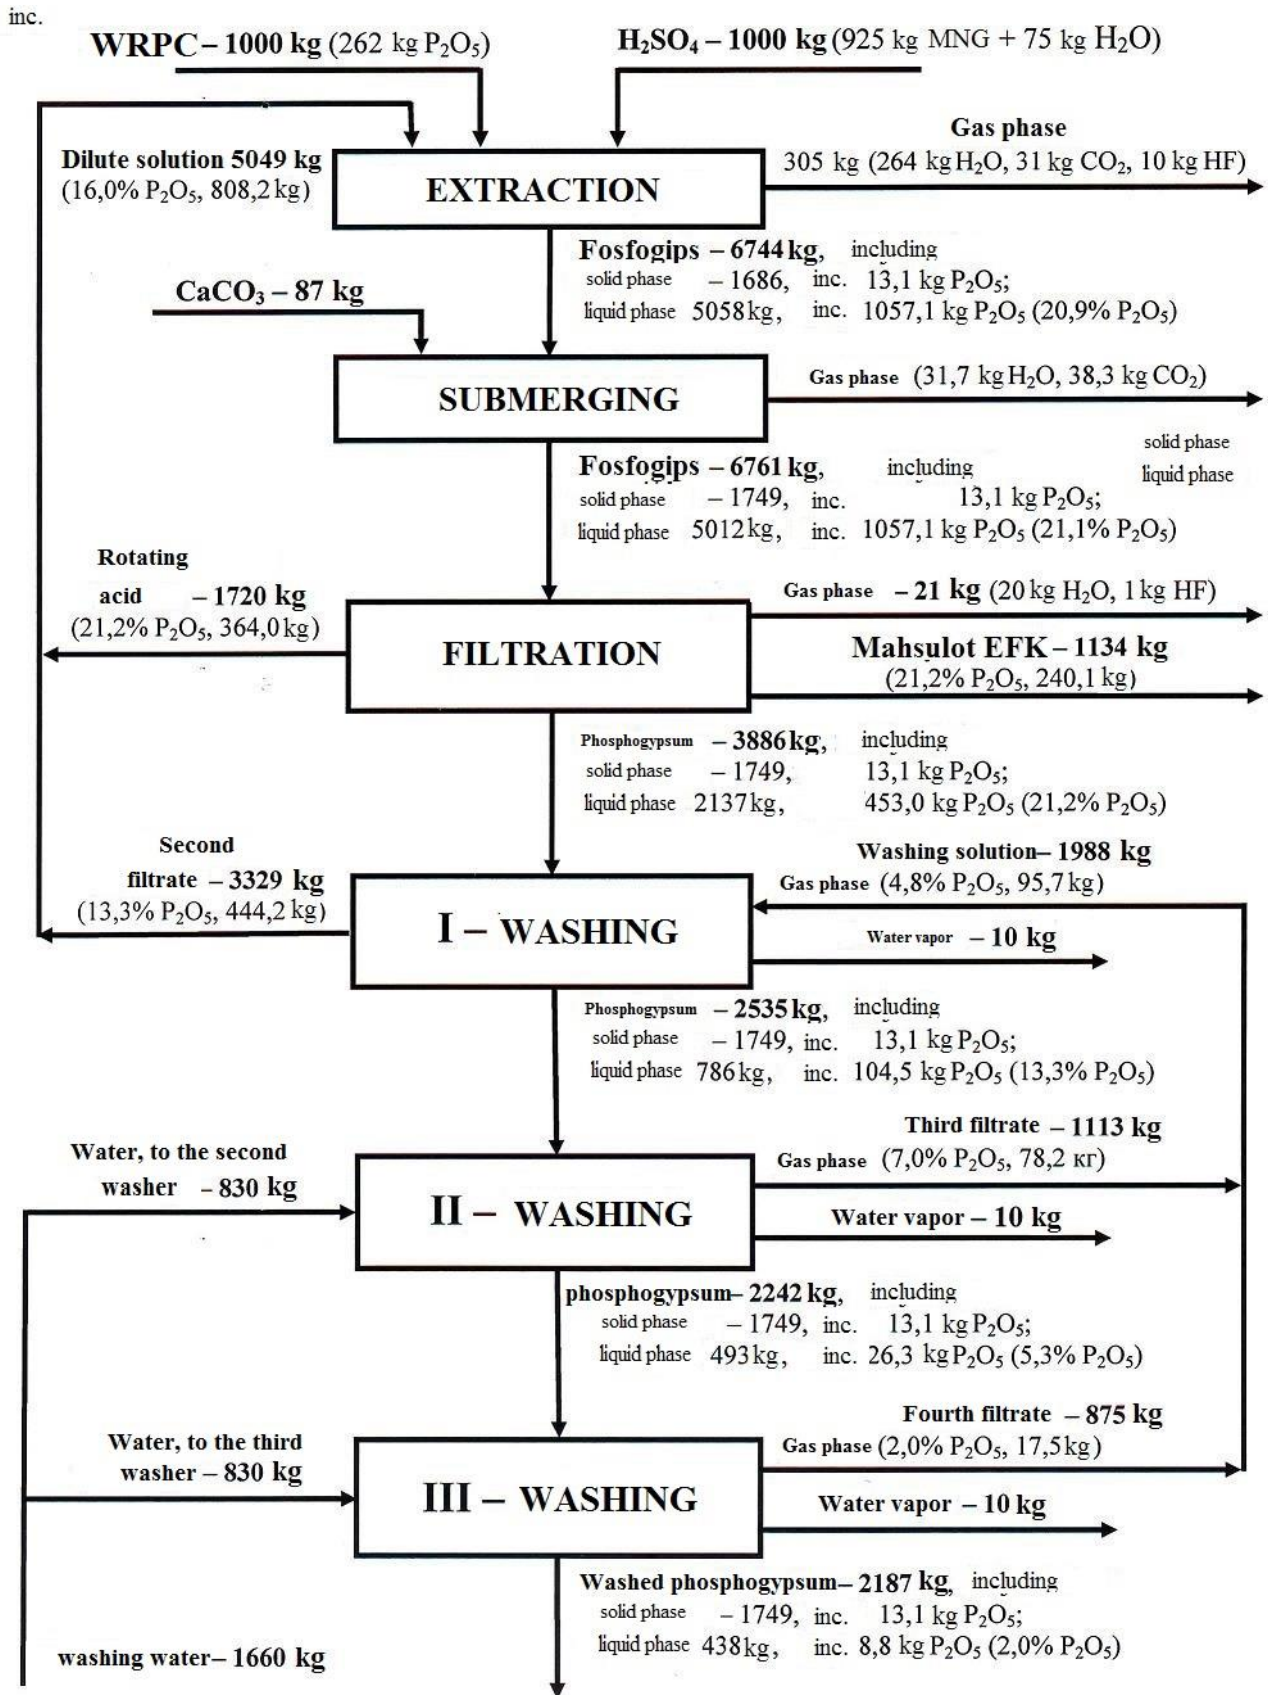 inc.
WRPC – 1000 kg (262 kg P₂O₅)
H₂SO₄ – 1000 kg (925 kg MNG + 75 kg H₂O)
Dilute solution 5049 kg
(16,0% P₂O₅, 808,2 kg)
EXTRACTION
Gas phase
305 kg (264 kg H₂O, 31 kg CO₂, 10 kg HF)
Fosfogips – 6744 kg, including
solid phase – 1686, inc. 13,1 kg P₂O₅;
liquid phase 5058 kg, inc. 1057,1 kg P₂O₅ (20,9% P₂O₅)
CaCO₃ – 87 kg
SUBMERGING
Gas phase (31,7 kg H₂O, 38,3 kg CO₂)
solid phase
liquid phase
Fosfogips – 6761 kg, including
solid phase – 1749, inc. 13,1 kg P₂O₅;
liquid phase 5012 kg, inc. 1057,1 kg P₂O₅ (21,1% P₂O₅)
Rotating
acid – 1720 kg
(21,2% P₂O₅, 364,0 kg)
FILTRATION
Gas phase – 21 kg (20 kg H₂O, 1 kg HF)
Mahsulot EFK – 1134 kg
(21,2% P₂O₅, 240,1 kg)
Phosphogypsum – 3886 kg, including
solid phase – 1749, 13,1 kg P₂O₅;
liquid phase 2137 kg, 453,0 kg P₂O₅ (21,2% P₂O₅)
Second
filtrate – 3329 kg
(13,3% P₂O₅, 444,2 kg)
I – WASHING
Washing solution – 1988 kg
Gas phase (4,8% P₂O₅, 95,7 kg)
Water vapor – 10 kg
Phosphogypsum – 2535 kg, including
solid phase – 1749, inc. 13,1 kg P₂O₅;
liquid phase 786 kg, inc. 104,5 kg P₂O₅ (13,3% P₂O₅)
Water, to the second
washer – 830 kg
II – WASHING
Third filtrate – 1113 kg
Gas phase (7,0% P₂O₅, 78,2 кг)
Water vapor – 10 kg
phosphogypsum – 2242 kg, including
solid phase – 1749, inc. 13,1 kg P₂O₅;
liquid phase 493 kg, inc. 26,3 kg P₂O₅ (5,3% P₂O₅)
Water, to the third
washer – 830 kg
III – WASHING
Fourth filtrate – 875 kg
Gas phase (2,0% P₂O₅, 17,5 kg)
Water vapor – 10 kg
Washed phosphogypsum – 2187 kg, including
solid phase – 1749, inc. 13,1 kg P₂O₅;
liquid phase 438 kg, inc. 8,8 kg P₂O₅ (2,0% P₂O₅)
washing water – 1660 kg